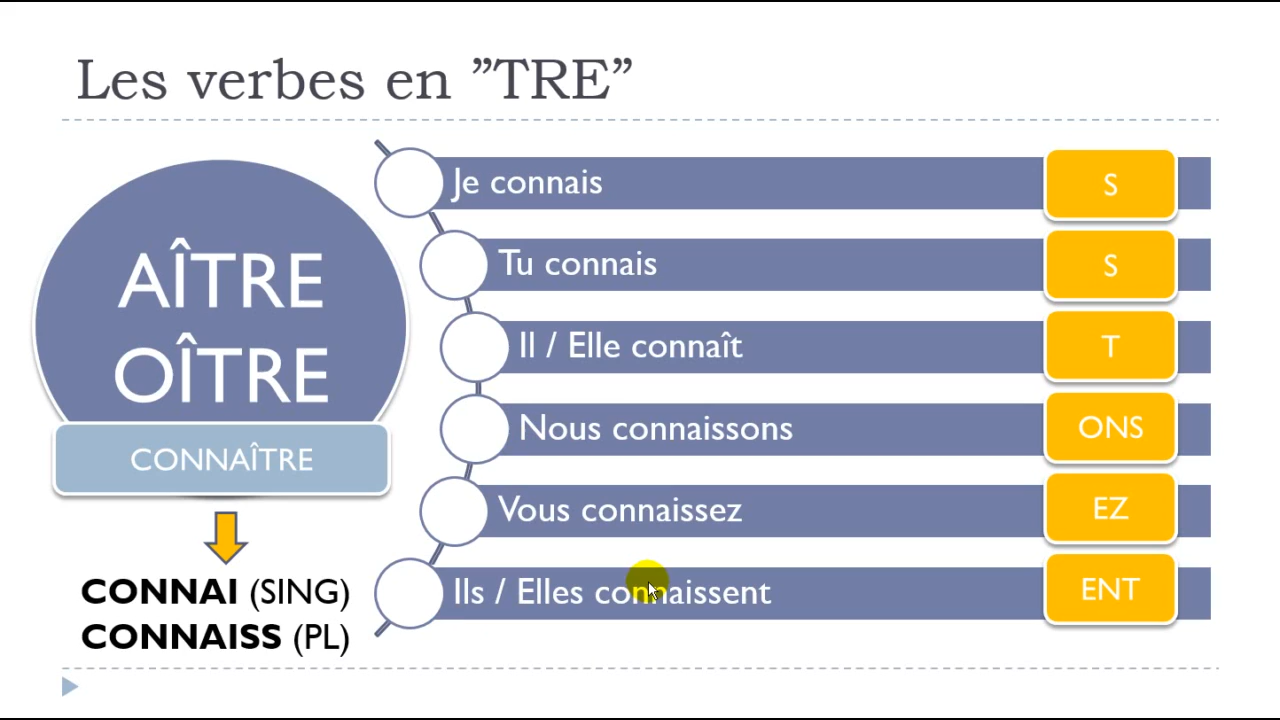 Les verbes en ”TRE”
AÎTRE
OÎTRE
CONNAÎTRE
CONNAI (SING)
CONNAISS (PL)
Je connais S
Tu connais S
Il / Elle connaît T
Nous connaissons ONS
Vous connaissez EZ
Ils / Elles connaissent ENT